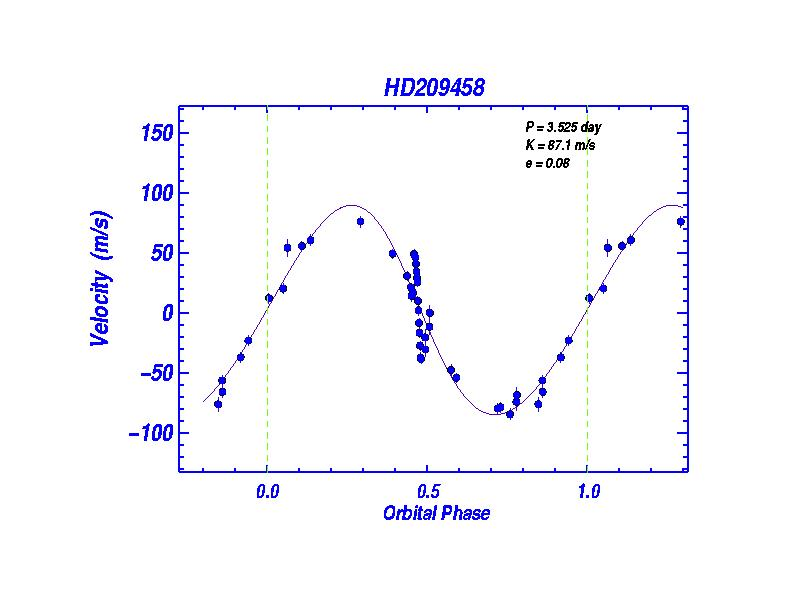 HD209458
P = 3.525 day
K = 87.1 m/s
e = 0.08
Velocity (m/s)
150
100
50
0
−50
−100
0.0 0.5 1.0
Orbital Phase